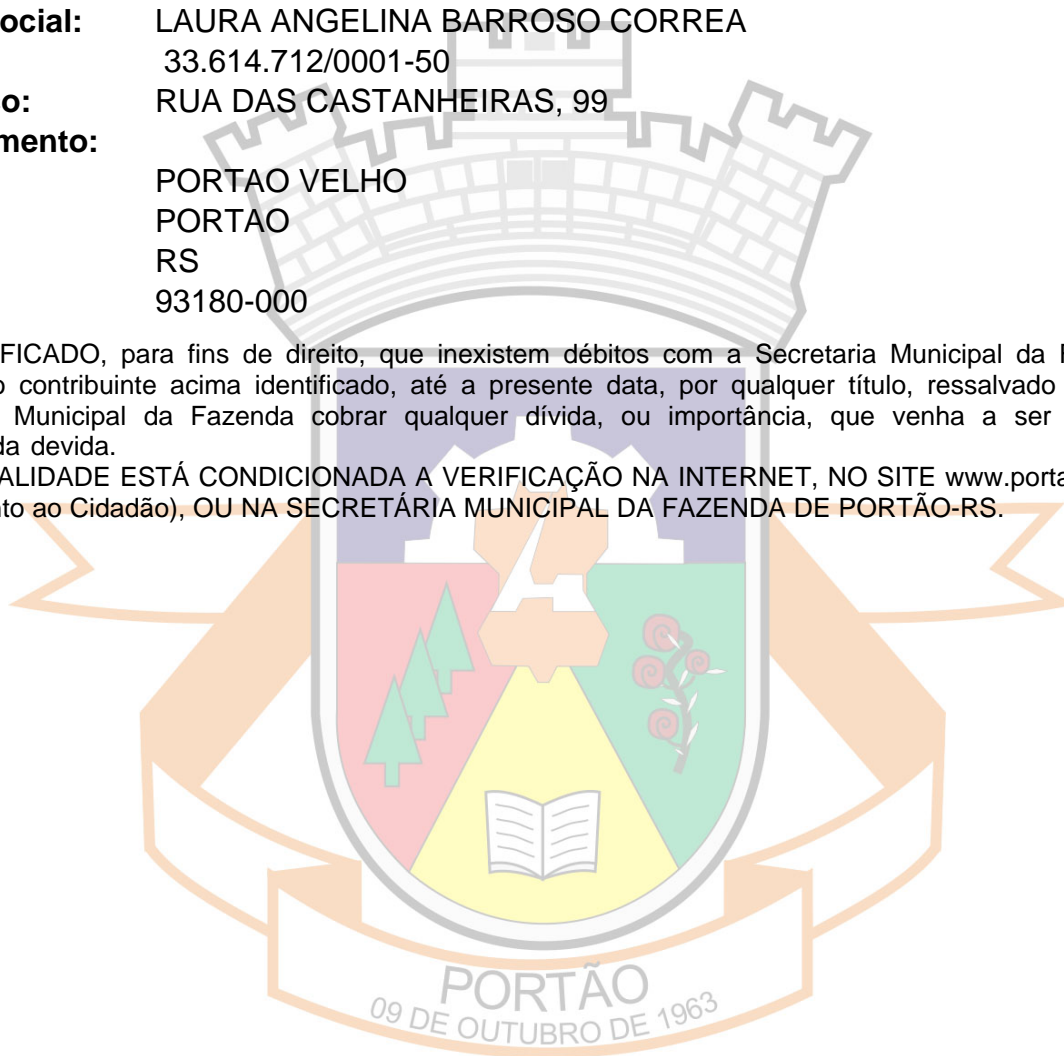 ocial: LAURA ANGELINA BARROSO CORREA
33.614.712/0001-50
o: RUA DAS CASTANHEIRAS, 99
mento:
PORTAO VELHO
PORTAO
RS
93180-000
FICADO, para fins de direito, que inexistem débitos com a Secretaria Municipal da
o contribuinte acima identificado, até a presente data, por qualquer título, ressalvado
Municipal da Fazenda cobrar qualquer dívida, ou importância, que venha a ser
da devida.
ALIDADE ESTÁ CONDICIONADA A VERIFICAÇÃO NA INTERNET, NO SITE www.porta
nto ao Cidadão), OU NA SECRETÁRIA MUNICIPAL DA FAZENDA DE PORTÃO-RS.
PORTÃO
09 DE OUTUBRO DE 1963